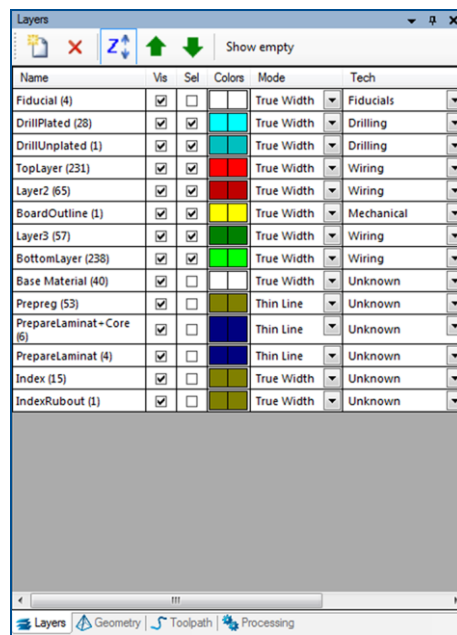 Layers
Z
Show empty
Name Vis Sel Colors Mode Tech
Fiducial (4) True Width Fiducials
DrillPlated (28) True Width Drilling
DrillUnplated (1) True Width Drilling
TopLayer (231) True Width Wiring
Layer2 (65) True Width Wiring
BoardOutline (1) True Width Mechanical
Layer3 (57) True Width Wiring
BottomLayer (238) True Width Wiring
Base Material (40) True Width Unknown
Prepreg (53) Thin Line Unknown
PrepareLaminat+Core
(6) Thin Line Unknown
PrepareLaminat (4) Thin Line Unknown
Index (15) True Width Unknown
IndexRubout (1) True Width Unknown
Layers Geometry Toolpath Processing